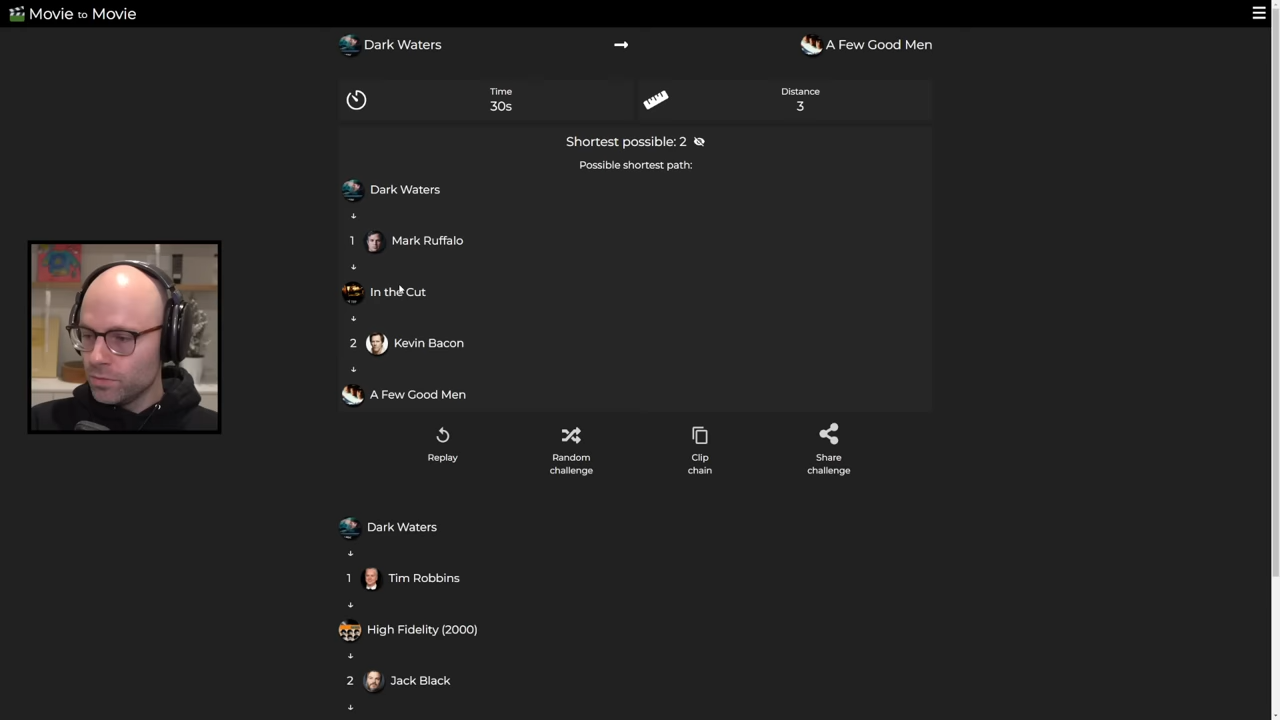 Movie to Movie
Dark Waters
A Few Good Men
Time
30s
Distance
3
Shortest possible: 2
Possible shortest path:
Dark Waters
1 Mark Ruffalo
In the Cut
2 Kevin Bacon
A Few Good Men
Replay
Random
challenge
Clip
chain
Share
challenge
Dark Waters
1 Tim Robbins
High Fidelity (2000)
2 Jack Black